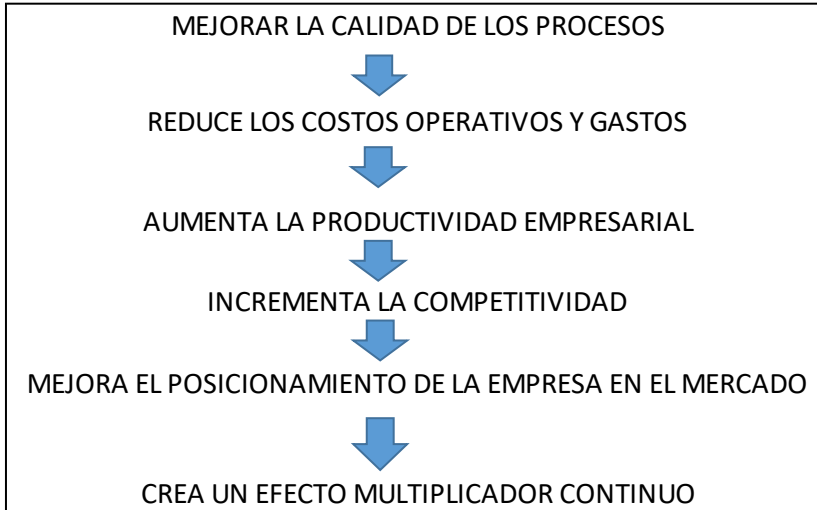 MEJORAR LA CALIDAD DE LOS PROCESOS
REDUCE LOS COSTOS OPERATIVOS Y GASTOS
AUMENTA LA PRODUCTIVIDAD EMPRESARIAL
INCREMENTA LA COMPETITIVIDAD
MEJORA EL POSICIONAMIENTO DE LA EMPRESA EN EL MERCADO
CREA UN EFECTO MULTIPLICADOR CONTINUO